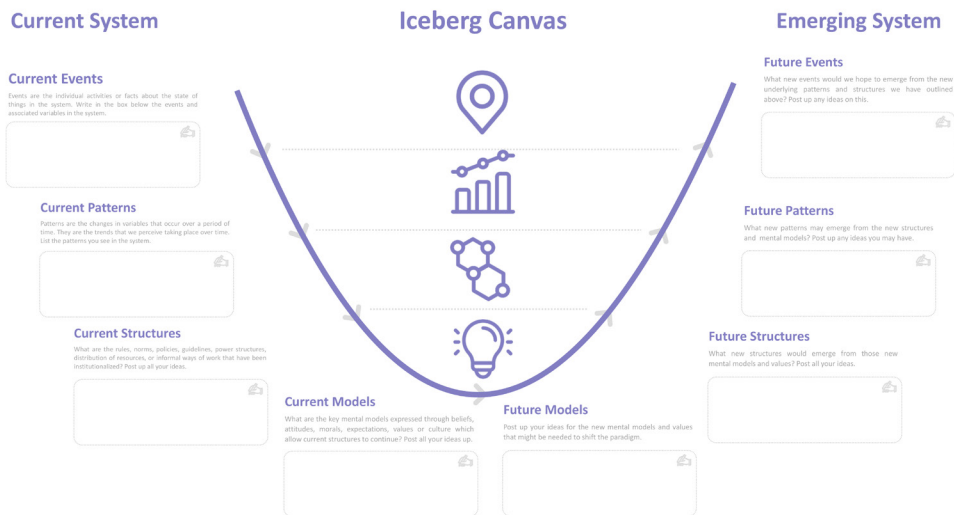 Current System
Iceberg Canvas
Emerging System
Current Events
Events are the individual activities or facts about the state of
things in the system. Write in the box below the events and
associated variables in the system.
Current Patterns
Patterns are the changes in variables that occur over a period of
time. They are the trends that we perceive taking place over time.
List the patterns you see in the system.
Current Structures
What are the rules, norms, policies, guidelines, power structures,
distribution of resources, or informal ways of work that have been
institutionalised? Post up all your ideas.
Current Models
What are the key mental models expressed through beliefs,
attitudes, morals, expectations, values or culture which
allow current structures to continue? Post all your ideas up.
Future Models
Post up your ideas for the new mental models and values
that might be needed to shift the paradigm.
Future Structures
What new structures would emerge from those new
mental models and values? Post all your ideas.
Future Patterns
What new patterns may emerge from the new structures
and mental models? Post up any ideas you may have.
Future Events
What new events would we hope to emerge from the new
underlying patterns and structures we have outlined
above? Post up any ideas on this.